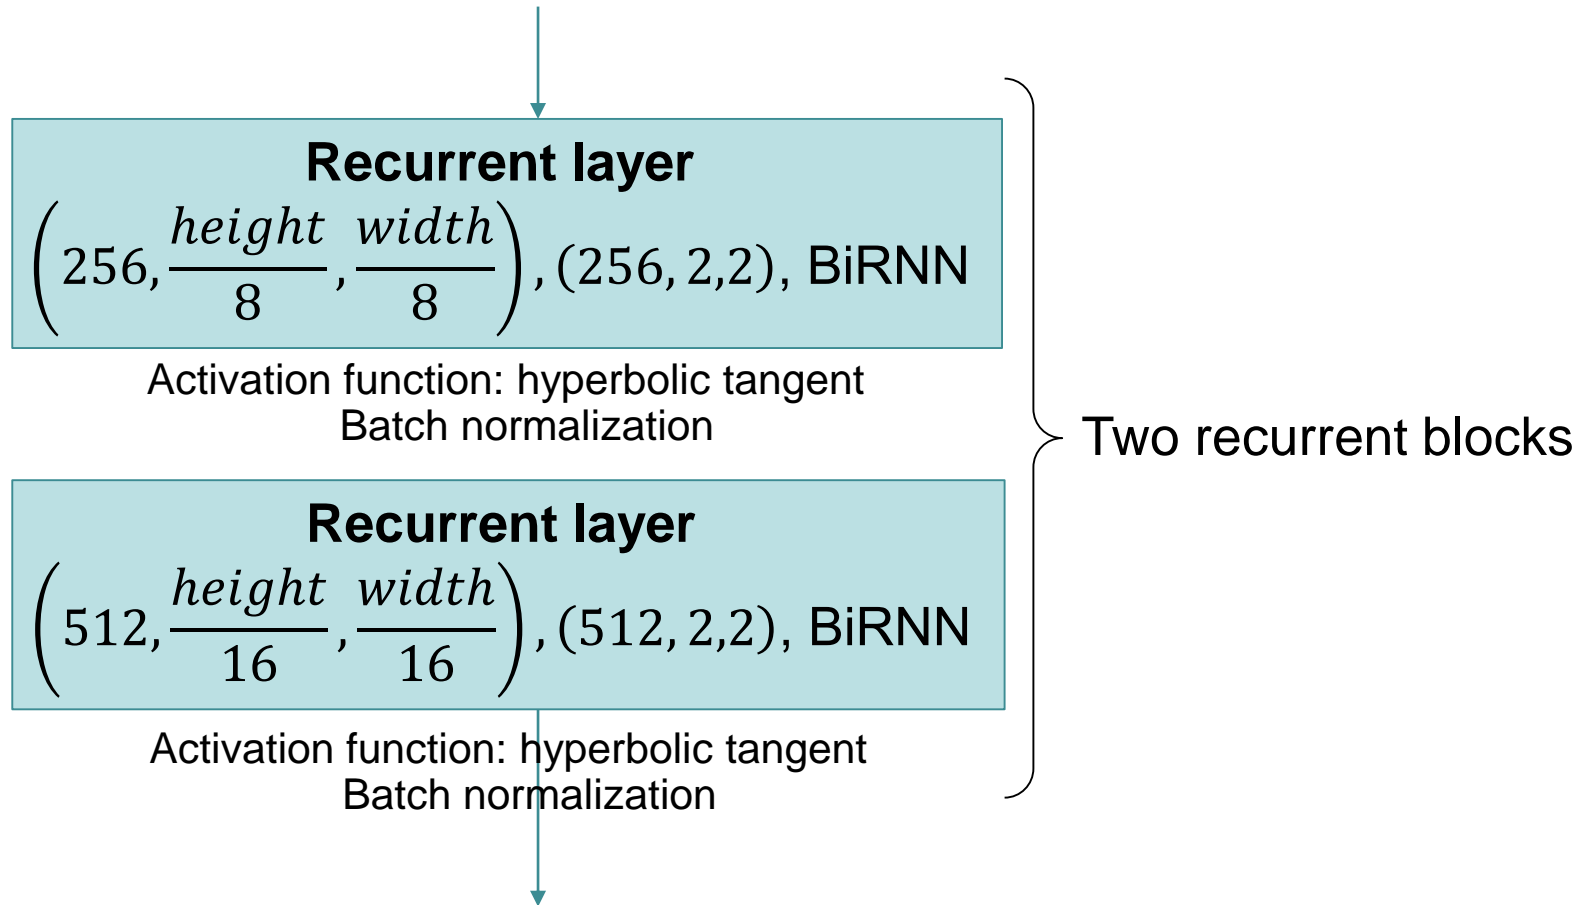 Recurrent layer
(256, height/8, width/8), (256, 2,2), BiRNN
Activation function: hyperbolic tangent
Batch normalization
Two recurrent blocks
Recurrent layer
(512, height/16, width/16), (512, 2,2), BiRNN
Activation function: hyperbolic tangent
Batch normalization